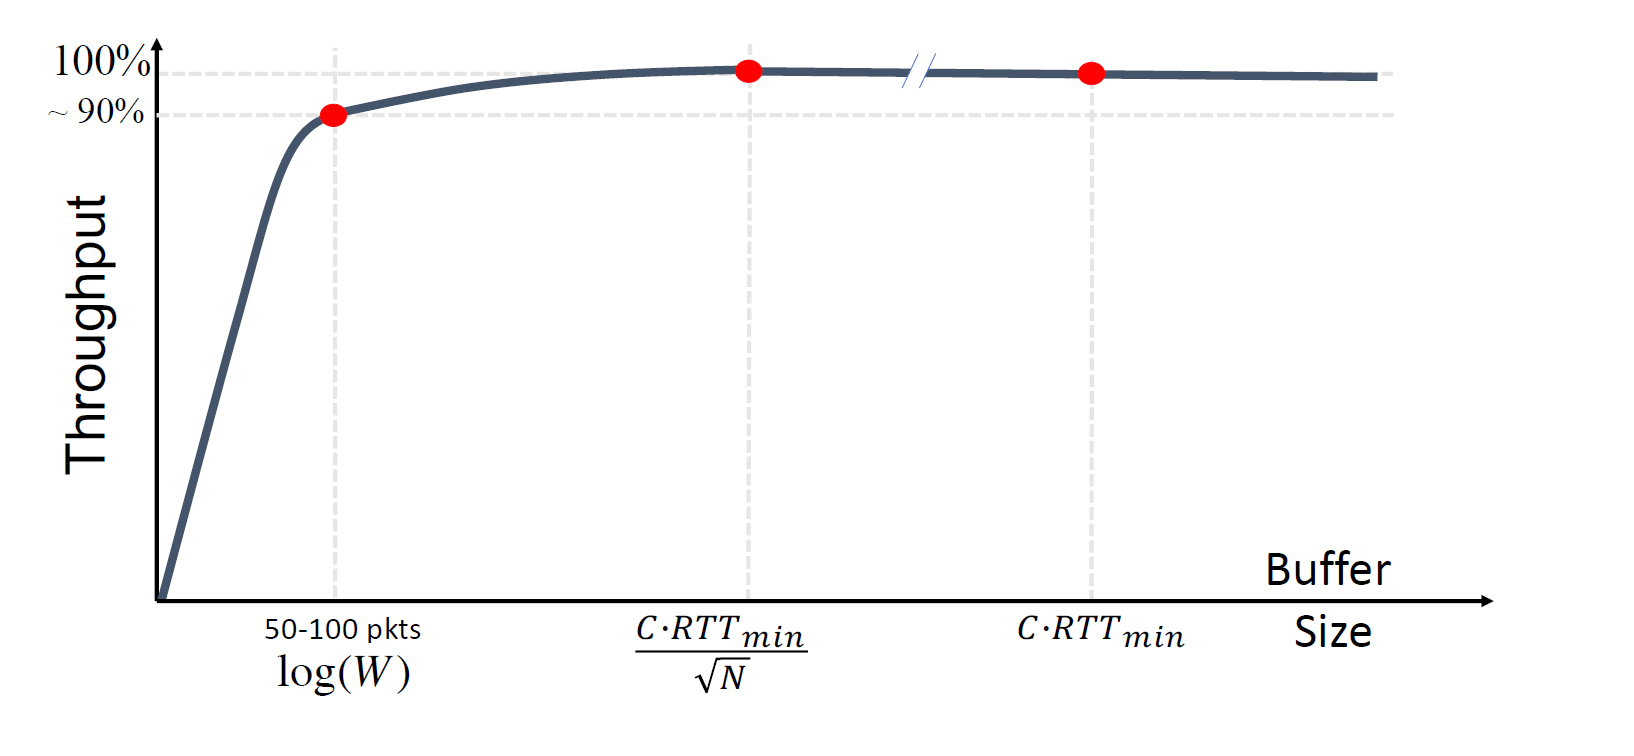 100%
~ 90%
Throughput
Buffer
Size
50-100 pkts
log(W)
C·RTT_min
√N
C·RTT_min